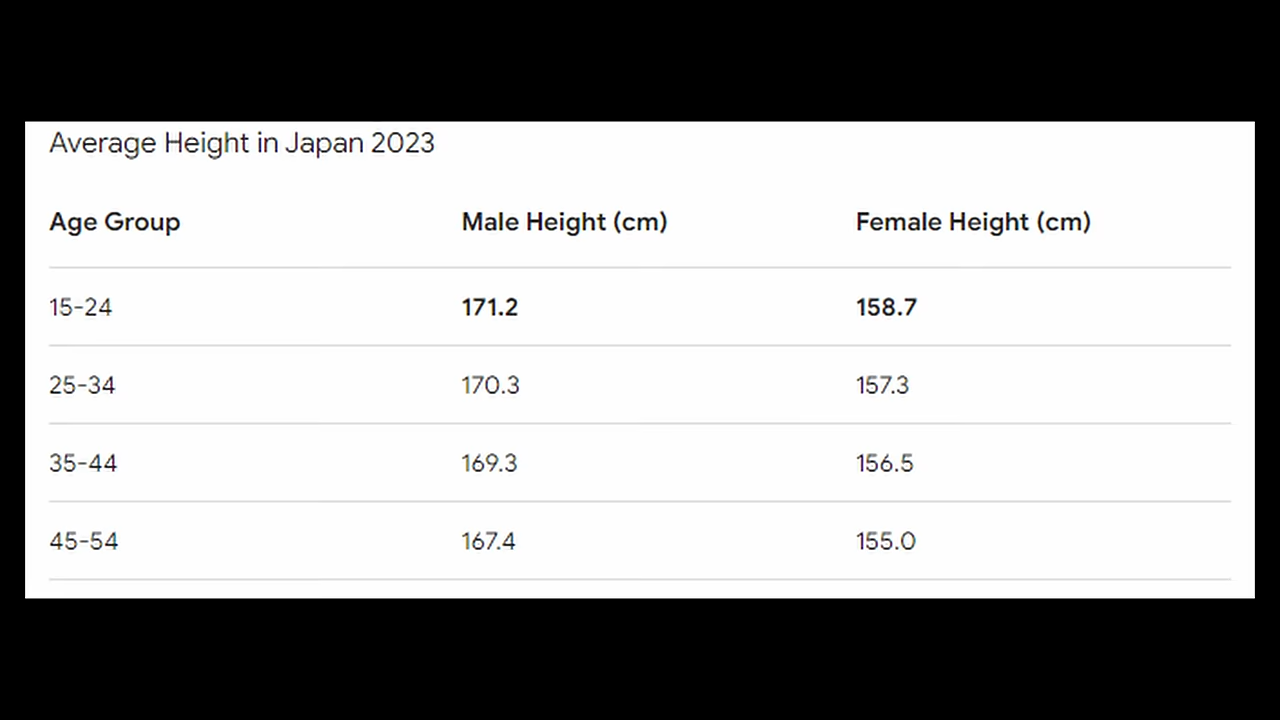 Average Height in Japan 2023
Age Group Male Height (cm) Female Height (cm)
15-24 171.2 158.7
25-34 170.3 157.3
35-44 169.3 156.5
45-54 167.4 155.0